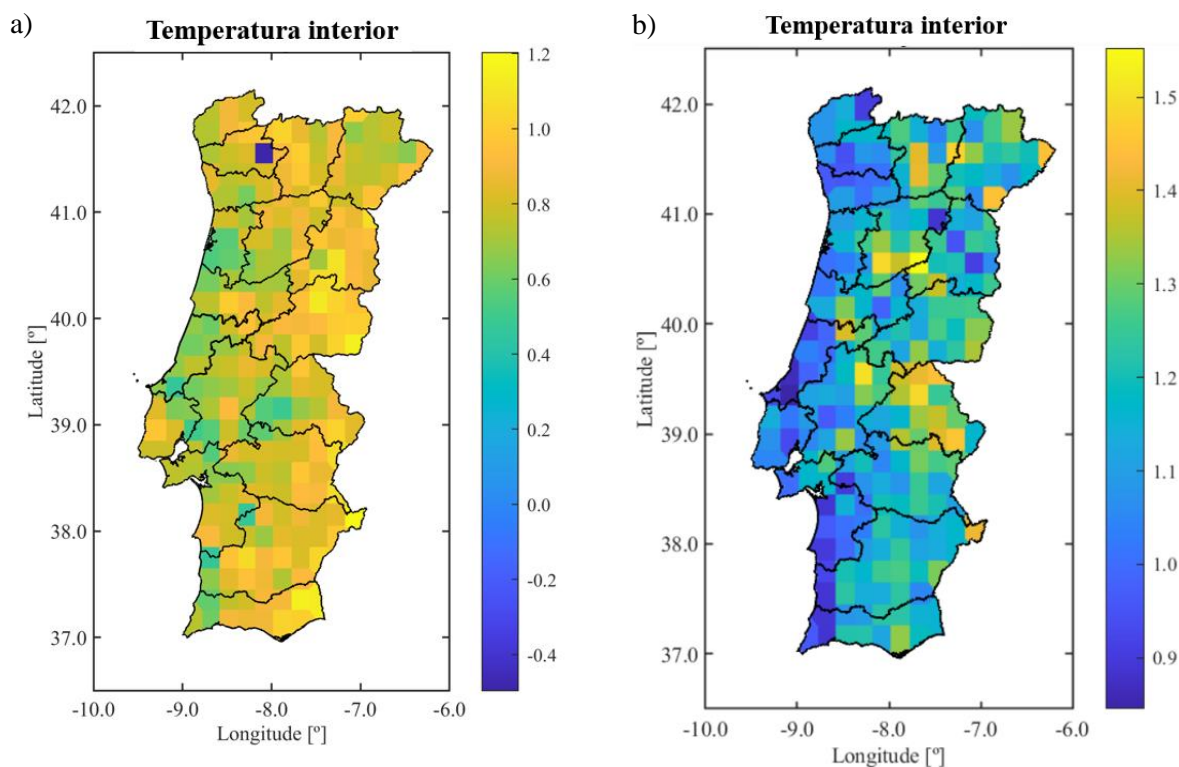 a)
Temperatura interior
1.2
1.0
0.8
0.6
0.4
0.2
0.0
-0.2
-0.4
42.0
41.0
40.0
39.0
38.0
37.0
Latitude [º]
-10.0 -9.0 -8.0 -7.0 -6.0
Longitude [º]
b)
Temperatura interior
1.5
1.4
1.3
1.2
1.1
1.0
0.9
42.0
41.0
40.0
39.0
38.0
37.0
Latitude [º]
-10.0 -9.0 -8.0 -7.0 -6.0
Longitude [º]